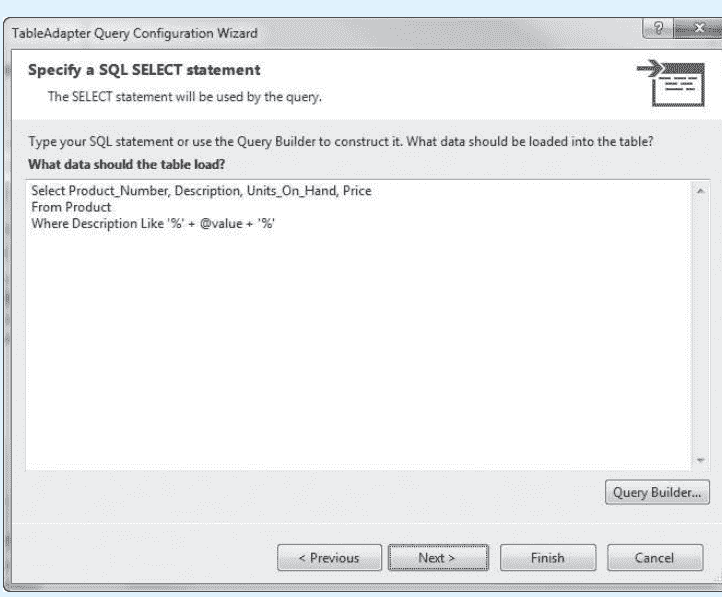 TableAdapter Query Configuration Wizard
Specify a SQL SELECT statement
The SELECT statement will be used by the query.
Type your SQL statement or use the Query Builder to construct it. What data should be loaded into the table?
What data should the table load?
Select Product_Number, Description, Units_On_Hand, Price
From Product
Where Description Like '%' + @value + '%'
Query Builder...
< Previous
Next >
Finish
Cancel